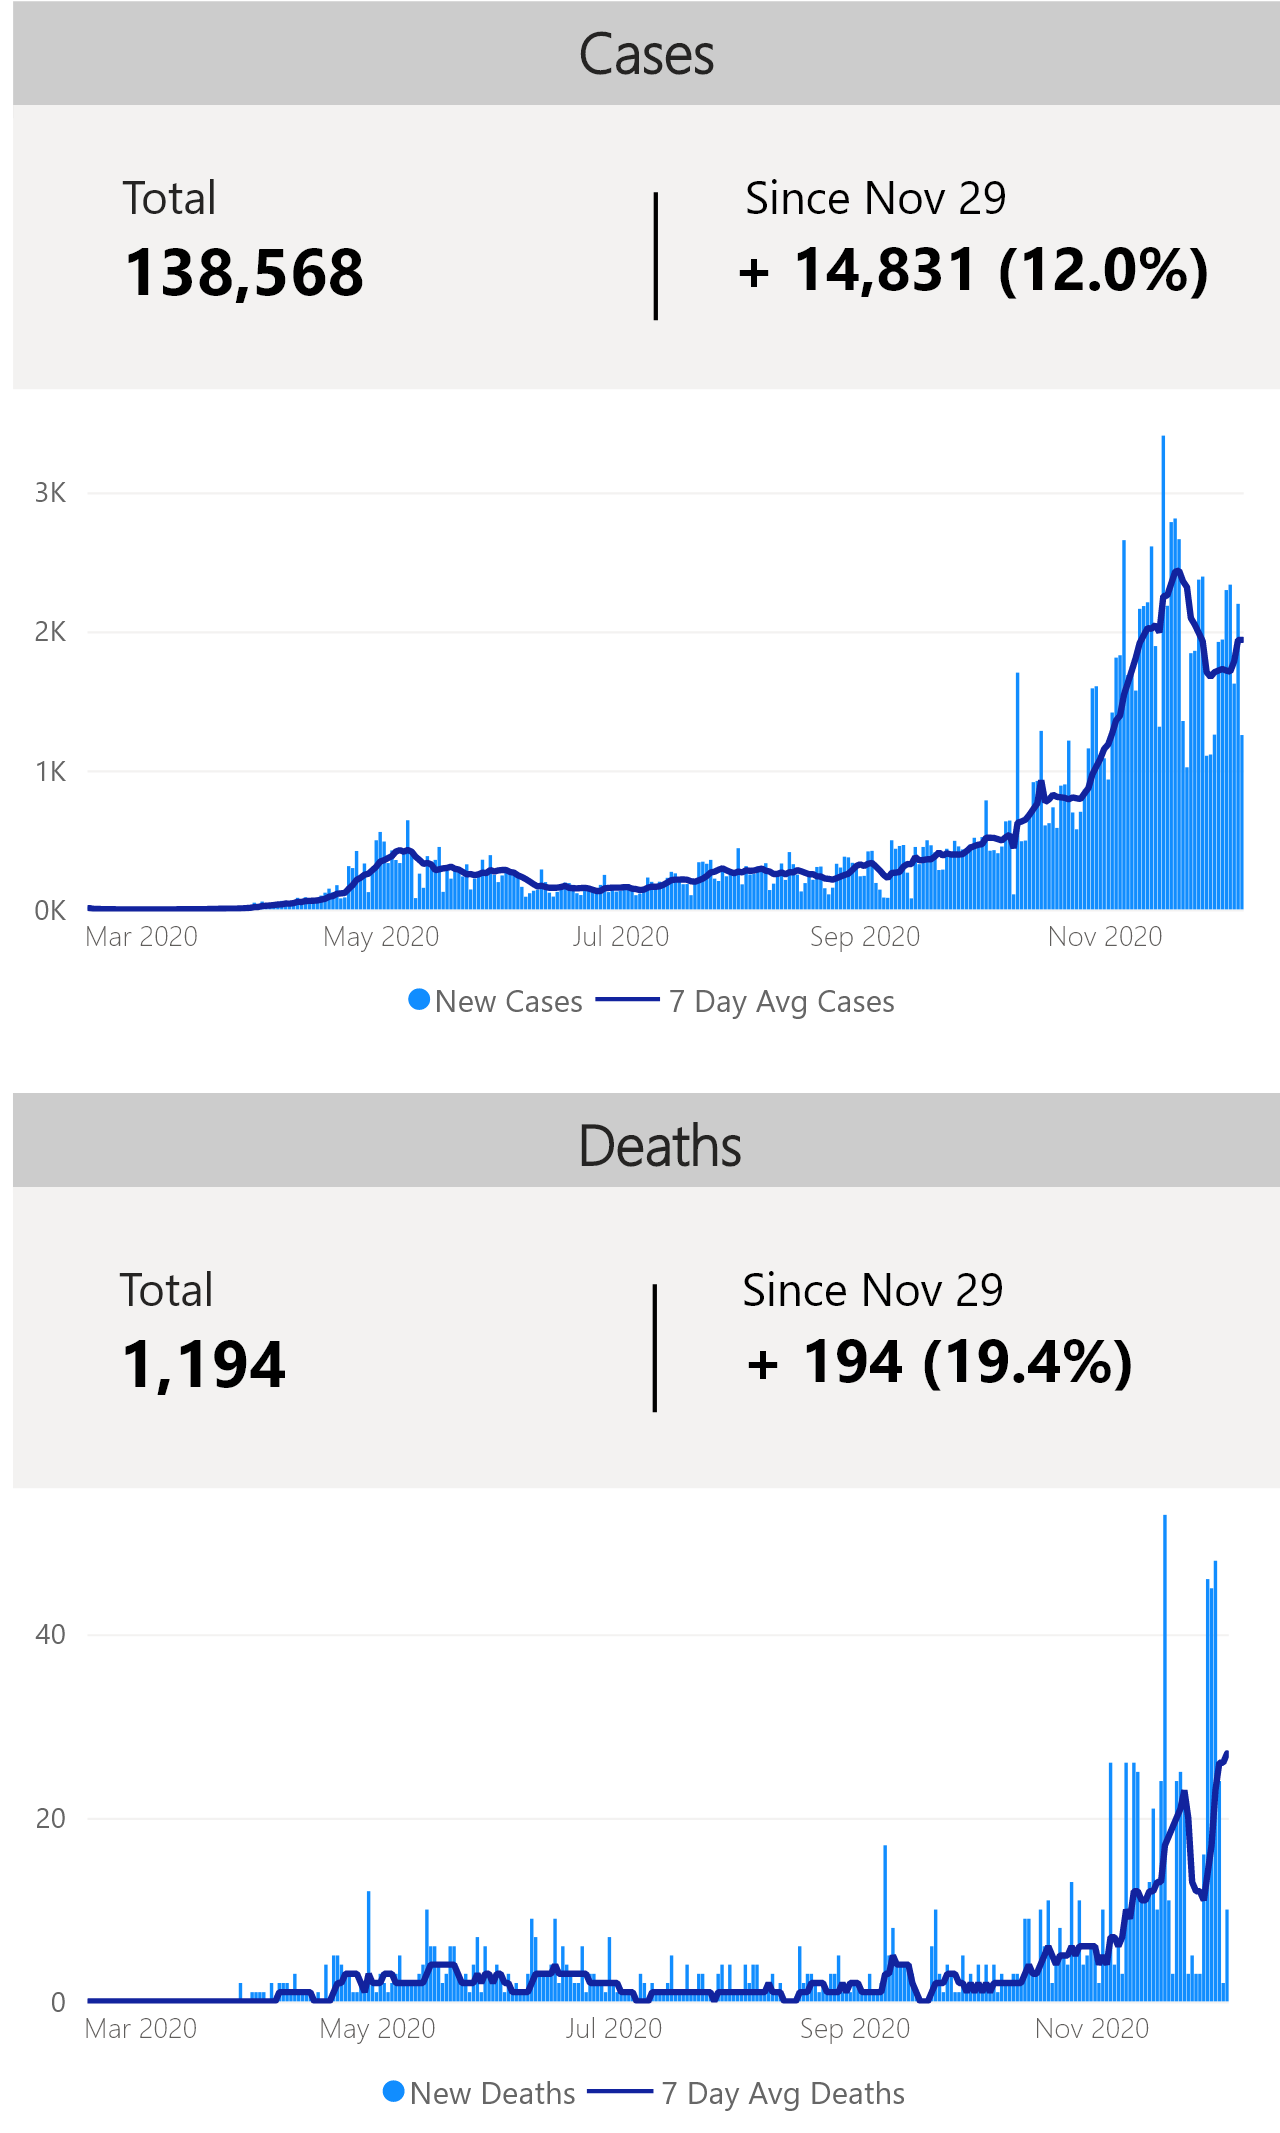 Cases
Total
Since Nov 29
138,568
+ 14,831 (12.0%)
3K
2K
1K
0K
Mar 2020 May 2020 Jul 2020 Sep 2020 Nov 2020
New Cases 7 Day Avg Cases
Deaths
Total
Since Nov 29
1,194
+ 194 (19.4%)
40
20
0
Mar 2020 May 2020 Jul 2020 Sep 2020 Nov 2020
New Deaths 7 Day Avg Deaths